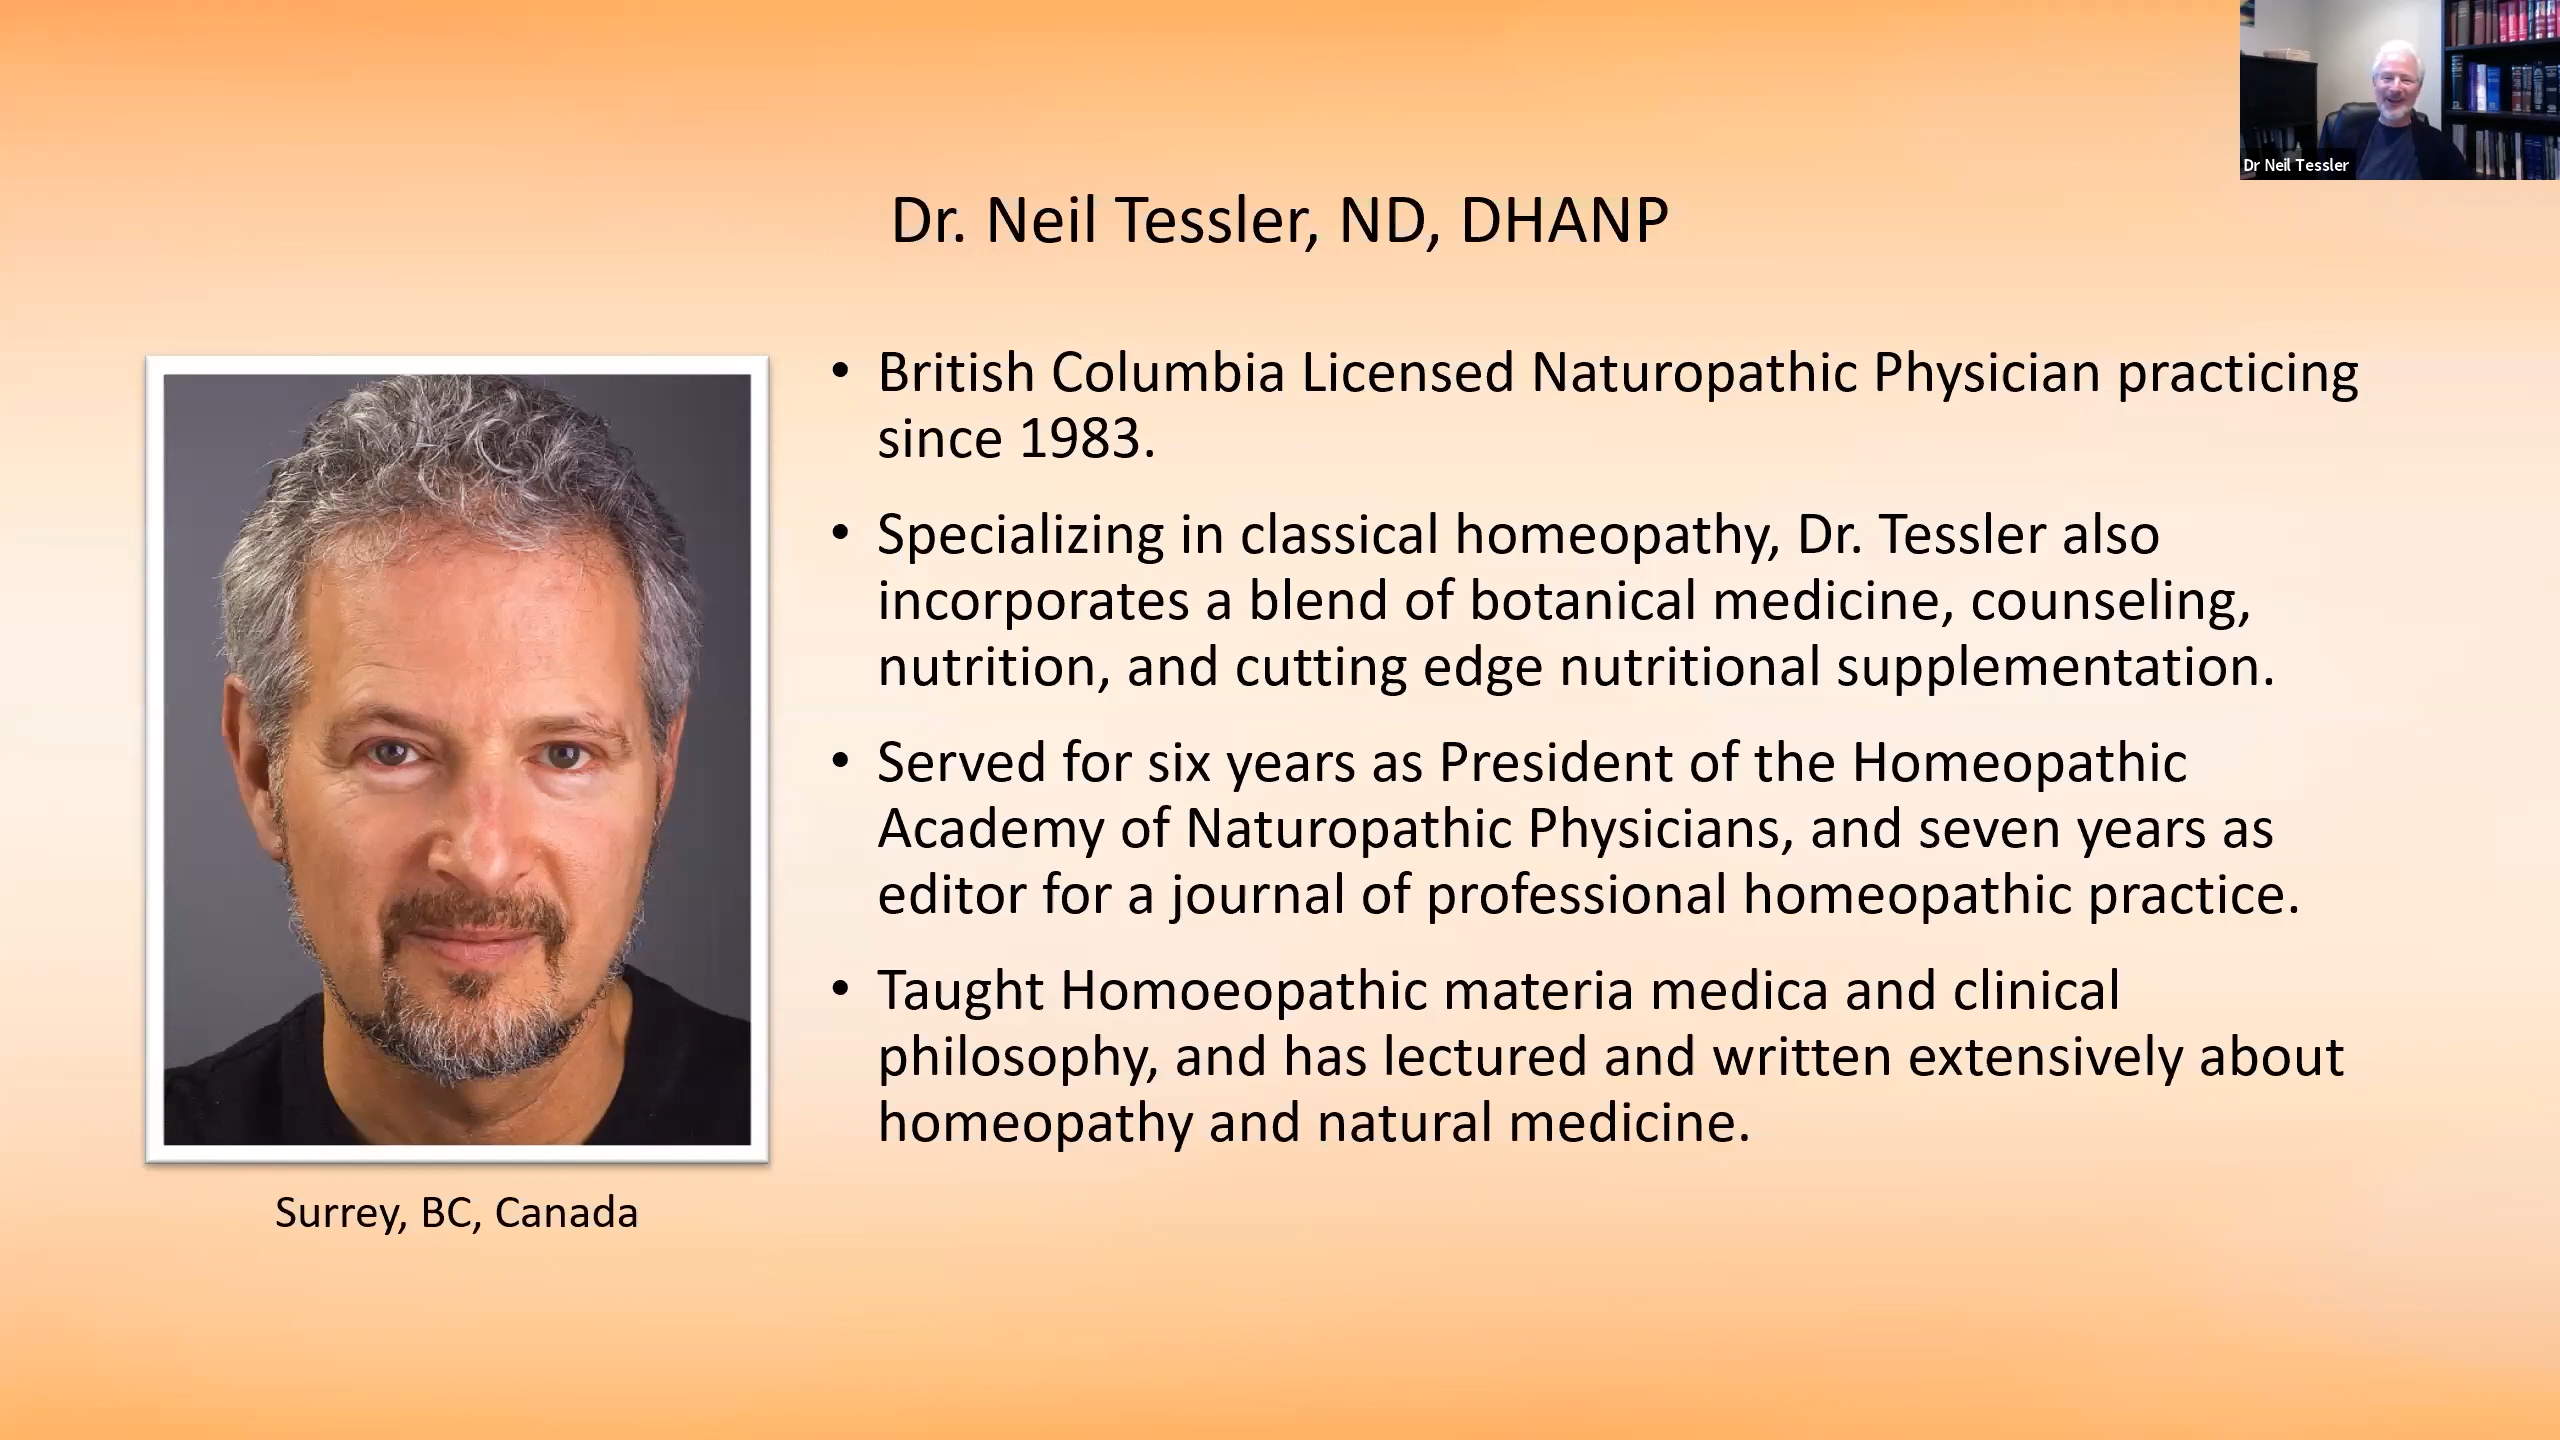 Dr Neil Tessler
Dr. Neil Tessler, ND, DHANP
• British Columbia Licensed Naturopathic Physician practicing
since 1983.
• Specializing in classical homeopathy, Dr. Tessler also
incorporates a blend of botanical medicine, counseling,
nutrition, and cutting edge nutritional supplementation.
• Served for six years as President of the Homeopathic
Academy of Naturopathic Physicians, and seven years as
editor for a journal of professional homeopathic practice.
• Taught Homoeopathic materia medica and clinical
philosophy, and has lectured and written extensively about
homeopathy and natural medicine.
Surrey, BC, Canada